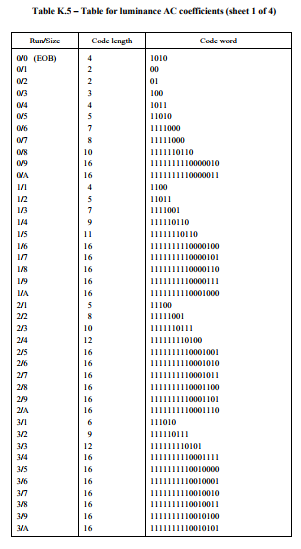 Table K.5 – Table for luminance AC coefficients (sheet 1 of 4)
Run/Size Code length Code word
0/0 (EOB) 4 1010
0/1 2 00
0/2 2 01
0/3 3 100
0/4 4 1011
0/5 5 11010
0/6 7 1111000
0/7 8 11111000
0/8 10 1111110110
0/9 16 1111111110000010
0/A 16 1111111110000011
1/1 4 1100
1/2 5 11011
1/3 7 1111001
1/4 9 111110110
1/5 11 11111110110
1/6 16 1111111110000100
1/7 16 1111111110000101
1/8 16 1111111110000110
1/9 16 1111111110000111
1/A 16 1111111110001000
2/1 5 11100
2/2 8 11111001
2/3 10 1111110111
2/4 12 111111110100
2/5 16 1111111110001001
2/6 16 1111111110001010
2/7 16 1111111110001011
2/8 16 1111111110001100
2/9 16 1111111110001101
2/A 16 1111111110001110
3/1 6 111010
3/2 9 111110111
3/3 12 111111110101
3/4 16 1111111110001111
3/5 16 1111111110010000
3/6 16 1111111110010001
3/7 16 1111111110010010
3/8 16 1111111110010011
3/9 16 1111111110010100
3/A 16 1111111110010101